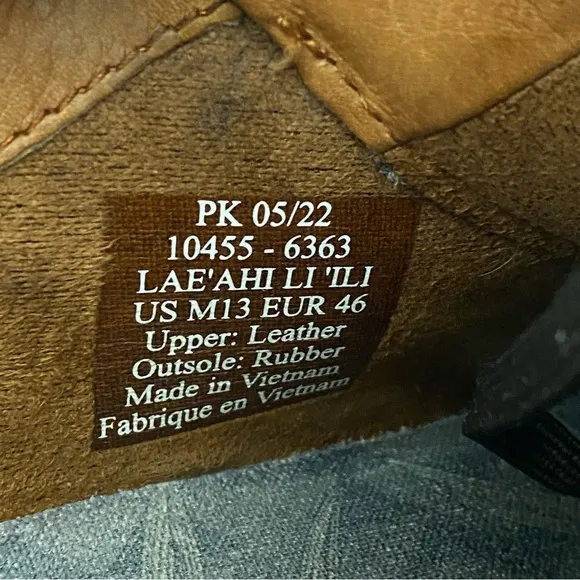 PK 05/22
10455 - 6363
LAE'AHI LI 'ILI
US M13 EUR 46
Upper: Leather
Outsole: Rubber
Made in Vietnam
Fabrique en Vietnam